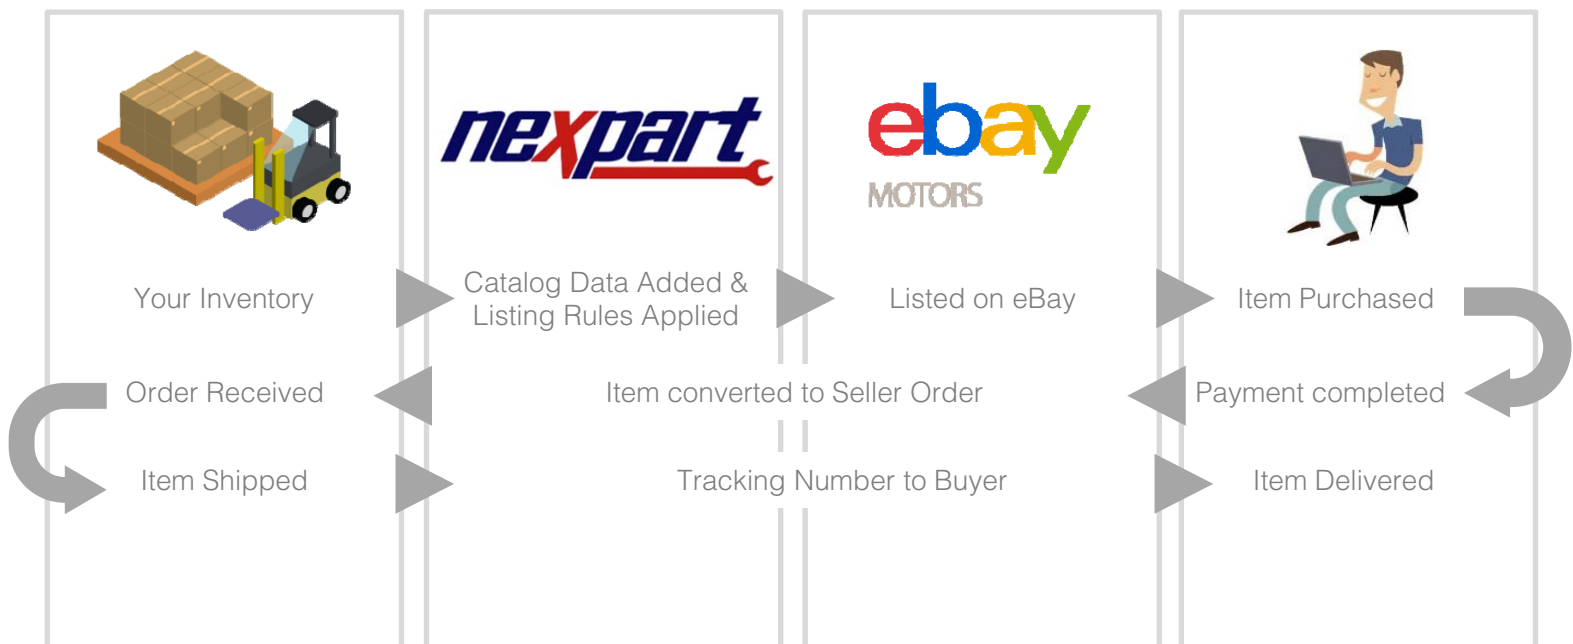 nexpart
ebay
MOTORS
Your Inventory
Catalog Data Added &
Listing Rules Applied
Listed on eBay
Item Purchased
Order Received
Item converted to Seller Order
Payment completed
Item Shipped
Tracking Number to Buyer
Item Delivered